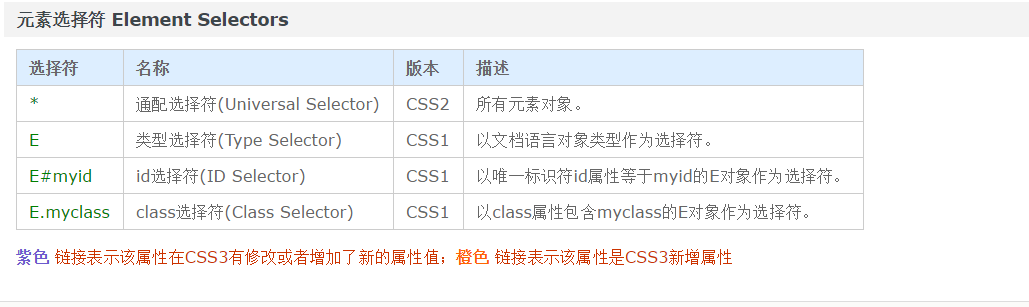 元素选择符 Element Selectors
选择符 名称 版本 描述
* 通配选择符(Universal Selector) CSS2 所有元素对象。
E 类型选择符(Type Selector) CSS1 以文档语言对象类型作为选择符。
E#myid id选择符(ID Selector) CSS1 以唯一标识符id属性等于myid的E对象作为选择符。
E.myclass class选择符(Class Selector) CSS1 以class属性包含myclass的E对象作为选择符。
紫色 链接表示该属性在CSS3有修改或者增加了新的属性值；橙色 链接表示该属性是CSS3新增属性